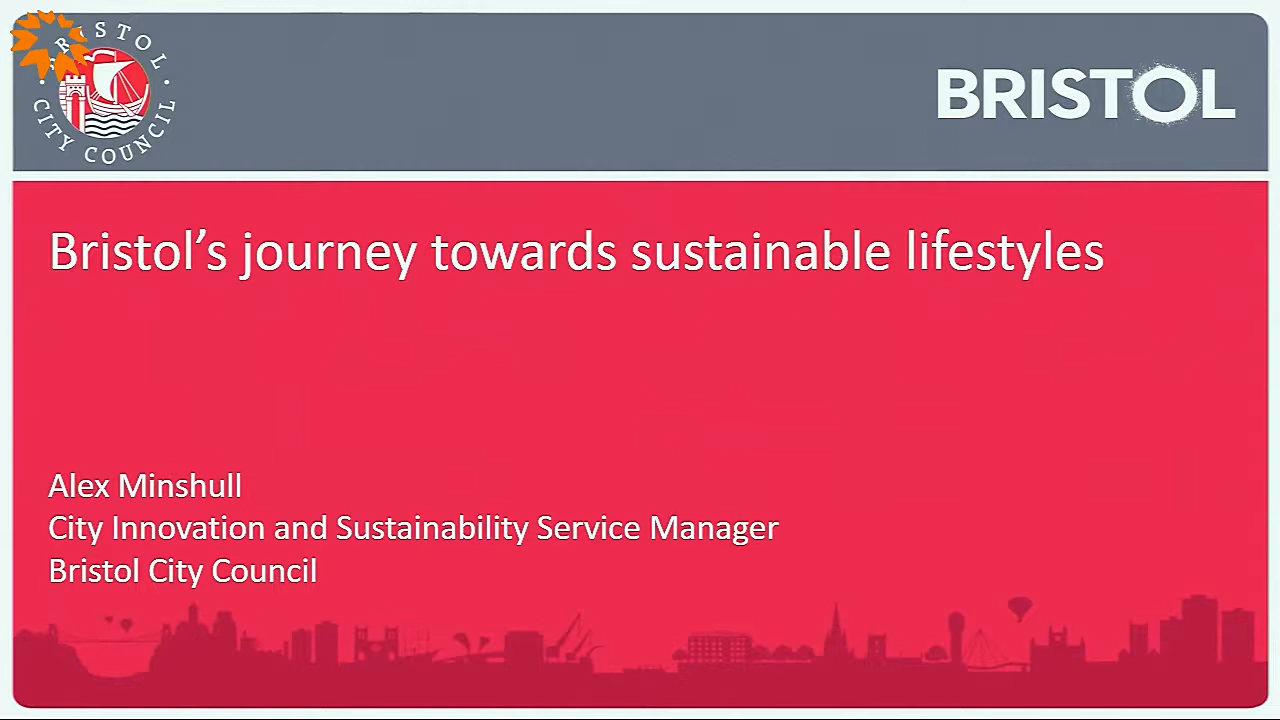 BRISTOL
CITY COUNCIL
BRISTOL
Bristol’s journey towards sustainable lifestyles
Alex Minshull
City Innovation and Sustainability Service Manager
Bristol City Council